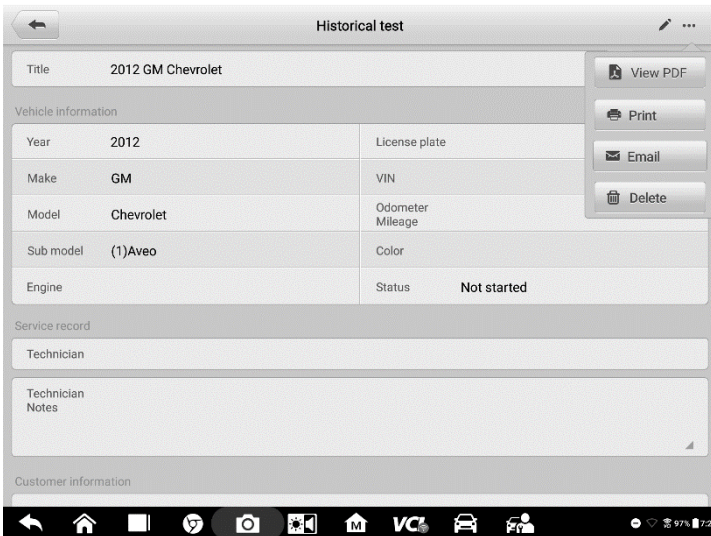 Historical test
Title 2012 GM Chevrolet
View PDF
Print
Email
Delete
Vehicle information
Year 2012 License plate
Make GM VIN
Model Chevrolet Odometer
Mileage
Sub model (1)Aveo Color
Engine Status Not started
Service record
Technician
Technician
Notes
Customer information
M VCI 97% 7:2